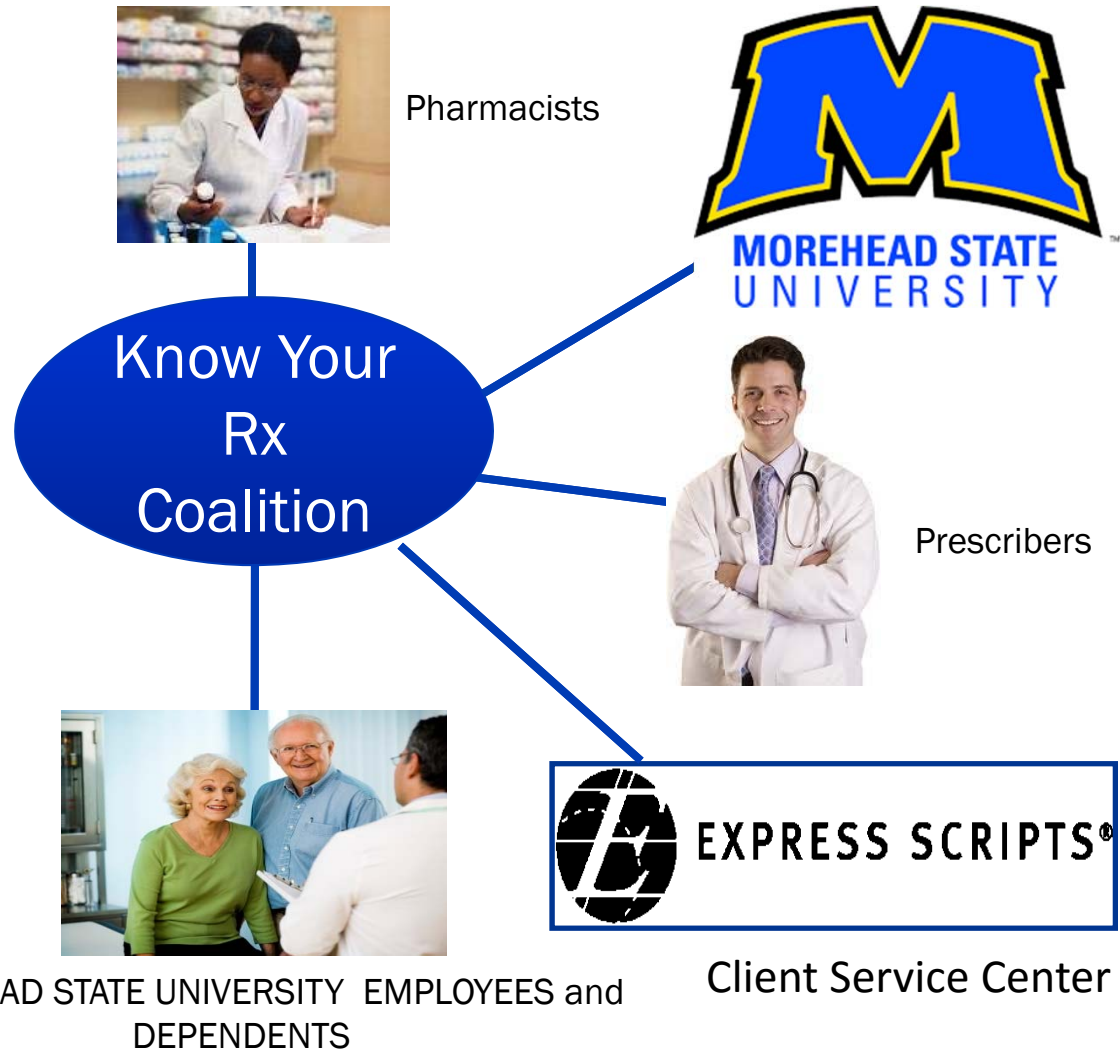 Pharmacists
MOREHEAD STATE
UNIVERSITY
™
Know Your
Rx
Coalition
Prescribers
EXPRESS SCRIPTS®
Client Service Center
AD STATE UNIVERSITY EMPLOYEES and
DEPENDENTS